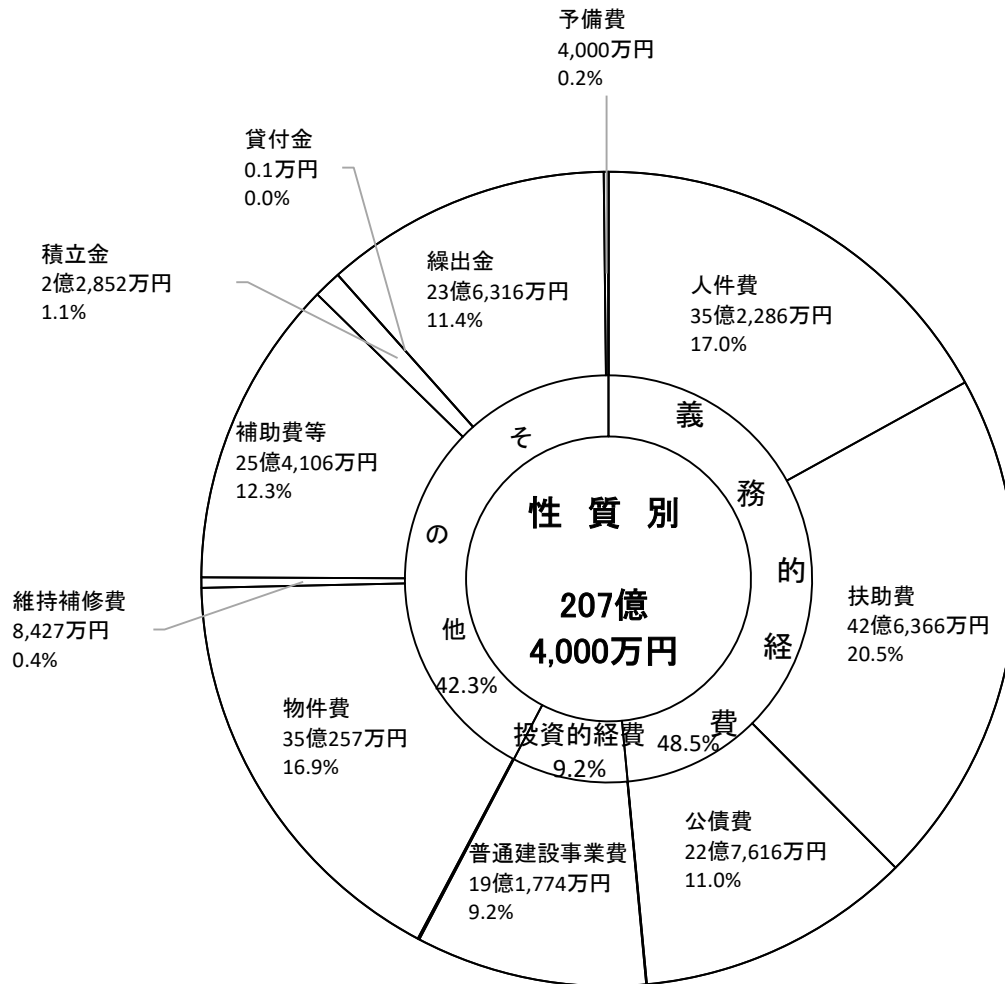 予備費
4,000万円
0.2%
貸付金
0.1万円
0.0%
積立金
2億2,852万円
1.1%
繰出金
23億6,316万円
11.4%
人件費
35億2,286万円
17.0%
補助費等
25億4,106万円
12.3%
維持補修費
8,427万円
0.4%
扶助費
42億6,366万円
20.5%
物件費
35億257万円
16.9%
公債費
22億7,616万円
11.0%
普通建設事業費
19億1,774万円
9.2%
義務的経費
48.5%
投資的経費
9.2%
その他
42.3%
性 質 別
207億
4,000万円